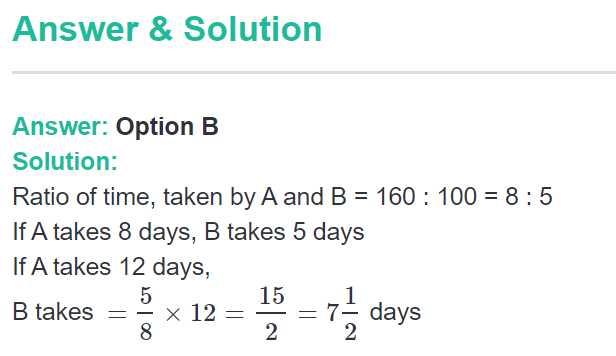 Answer & Solution
Answer: Option B
Solution:
Ratio of time, taken by A and B = 160 : 100 = 8 : 5
If A takes 8 days, B takes 5 days
If A takes 12 days,
B takes = 5/8 × 12 = 15/2 = 7 1/2 days